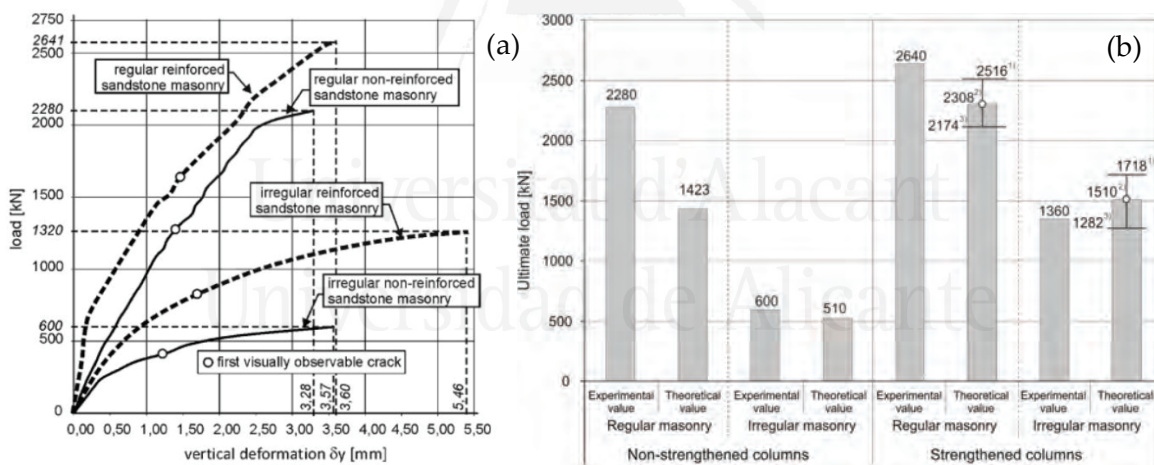 2750
2641
2500
2280
2000
1500
1320
1000
600
500
0
load [kN]
(a)
regular reinforced
sandstone masonry
regular non-reinforced
sandstone masonry
irregular reinforced
sandstone masonry
irregular non-reinforced
sandstone masonry
first visually observable crack
3,28
3,57
3,60
5,46
0,00 0,50 1,00 1,50 2,00 2,50 3,00 3,50 4,00 4,50 5,00 5,50
vertical deformation δy [mm]
(b)
Ultimate load [kN]
3000
2500
2000
1500
1000
500
0
2280
1423
600
510
2640
2516¹⁾
2308²⁾
2174³⁾
1360
1718¹⁾
1510²⁾
1282³⁾
Experimental value
Theoretical value
Experimental value
Theoretical value
Experimental value
Theoretical value
Experimental value
Theoretical value
Regular masonry
Irregular masonry
Regular masonry
Irregular masonry
Non-strengthened columns
Strengthened columns
Universitat d'Alacant
Universidad de Alicante